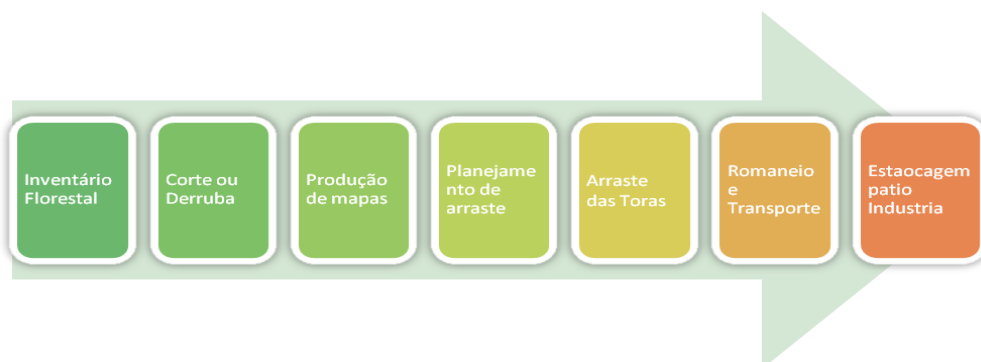 Inventário
Florestal
Corte ou
Derruba
Produção
de mapas
Planejame
nto de
arraste
Arraste
das Toras
Romaneio
e
Transporte
Estaocagem
patio
Industria